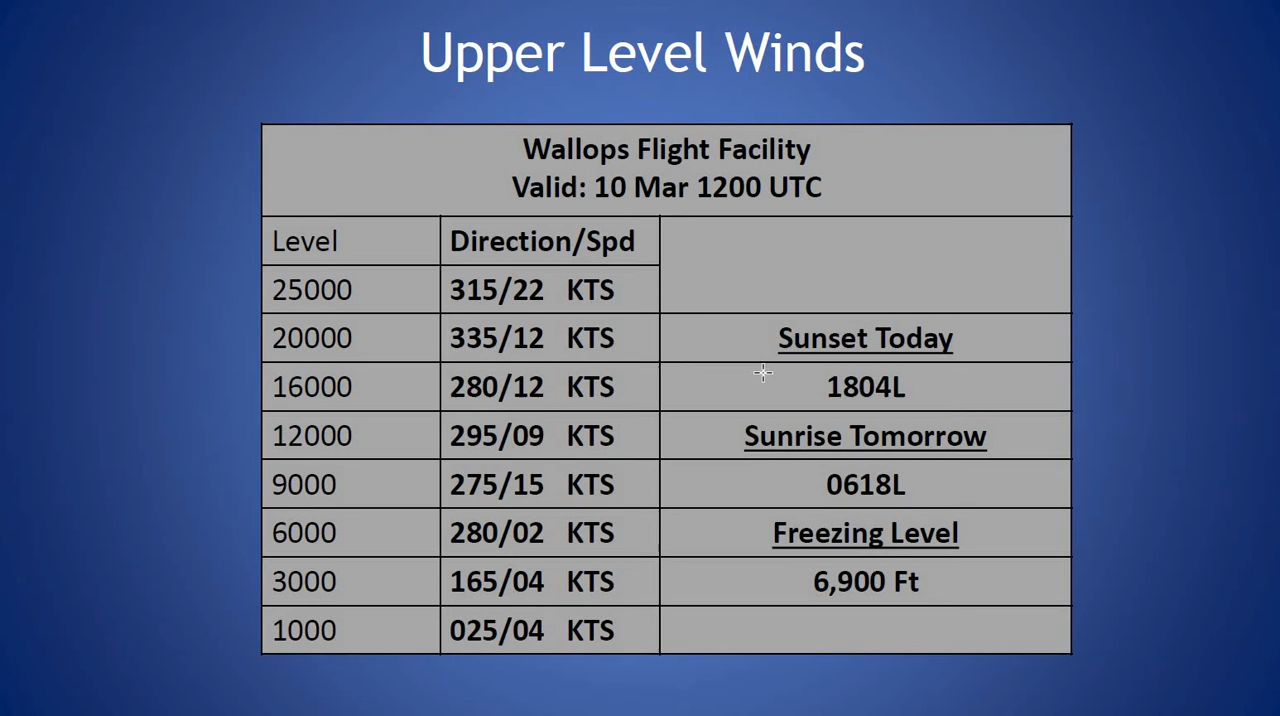 Upper Level Winds
Wallops Flight Facility
Valid: 10 Mar 1200 UTC
Level Direction/Spd
25000 315/22 KTS
20000 335/12 KTS Sunset Today
16000 280/12 KTS 1804L
12000 295/09 KTS Sunrise Tomorrow
9000 275/15 KTS 0618L
6000 280/02 KTS Freezing Level
3000 165/04 KTS 6,900 Ft
1000 025/04 KTS